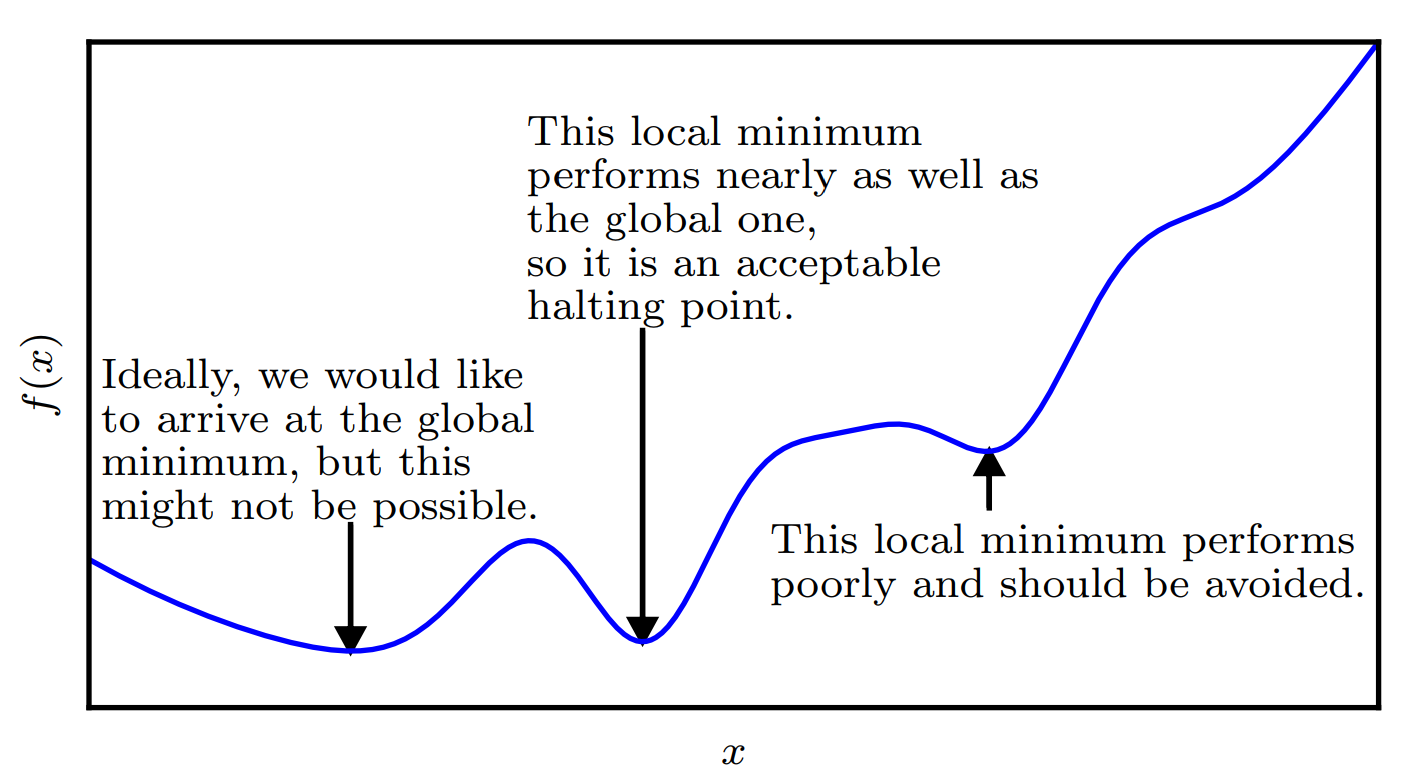 This local minimum
performs nearly as well as
the global one,
so it is an acceptable
halting point.
Ideally, we would like
to arrive at the global
minimum, but this
might not be possible.
This local minimum performs
poorly and should be avoided.
f(x)
x